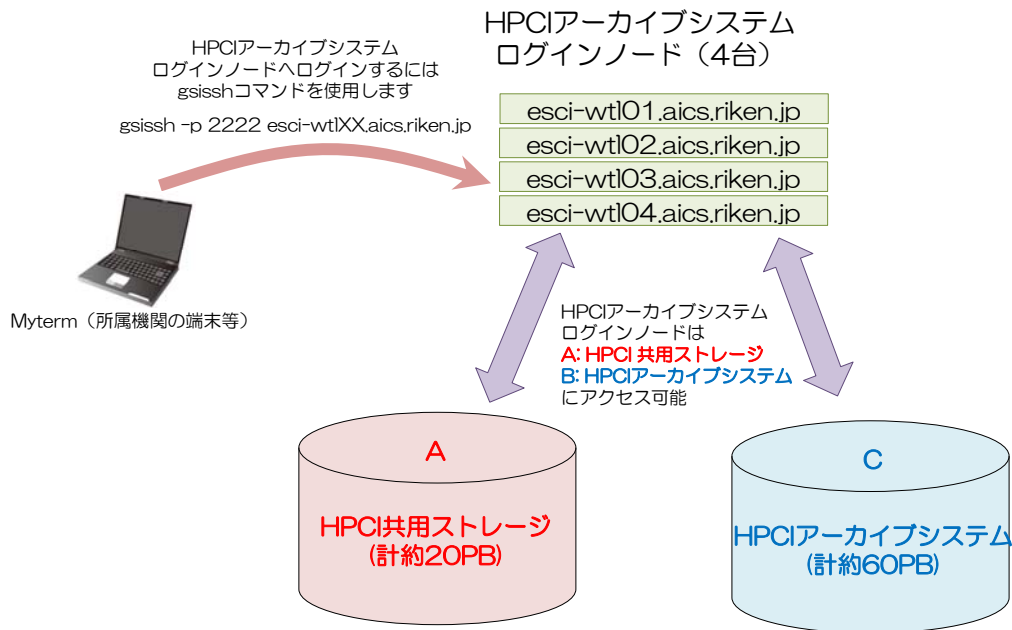 HPCIアーカイブシステム
ログインノード（4台）
HPCIアーカイブシステム
ログインノードへログインするには
gsisshコマンドを使用します
gsissh -p 2222 esci-wtlXX.aics.riken.jp
esci-wtl01.aics.riken.jp
esci-wtl02.aics.riken.jp
esci-wtl03.aics.riken.jp
esci-wtl04.aics.riken.jp
Myterm（所属機関の端末等）
HPCIアーカイブシステム
ログインノードは
A: HPCI 共用ストレージ
B: HPCIアーカイブシステム
にアクセス可能
A
HPCI共用ストレージ
(計約20PB)
C
HPCIアーカイブシステム
(計約60PB)